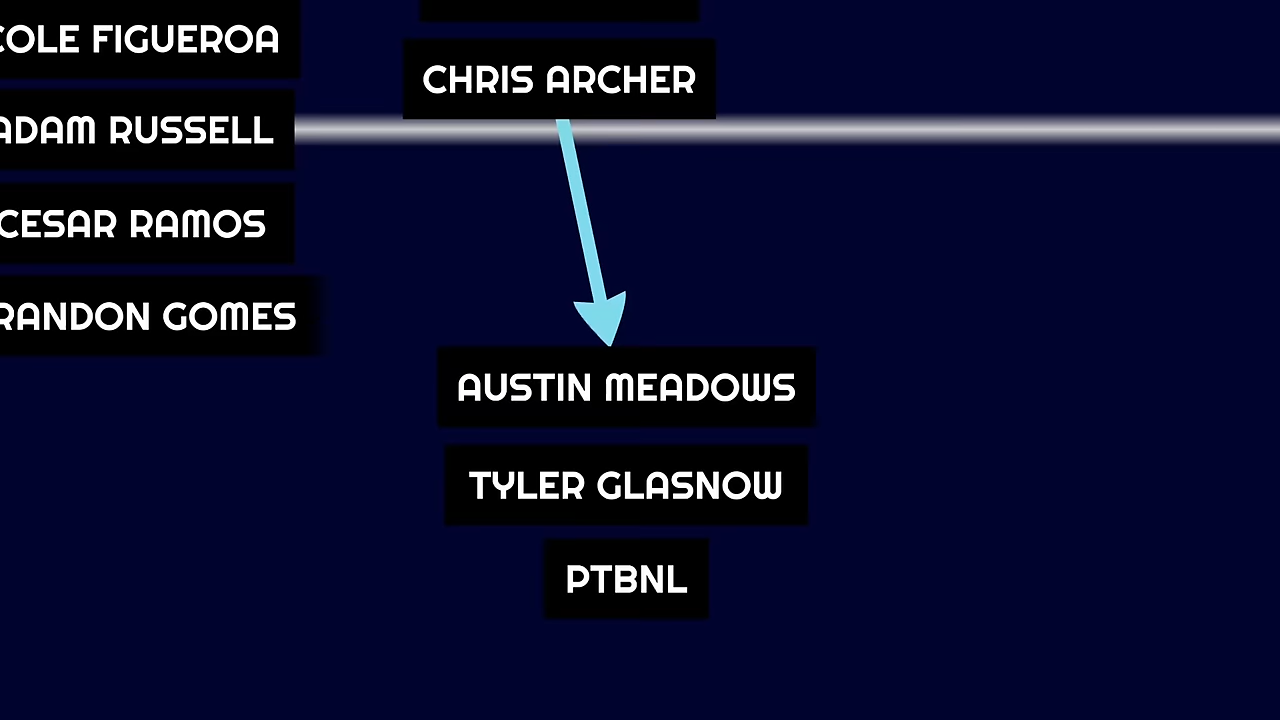 COLE FIGUEROA
ADAM RUSSELL
CESAR RAMOS
RANDON GOMES
CHRIS ARCHER
AUSTIN MEADOWS
TYLER GLASNOW
PTBNL